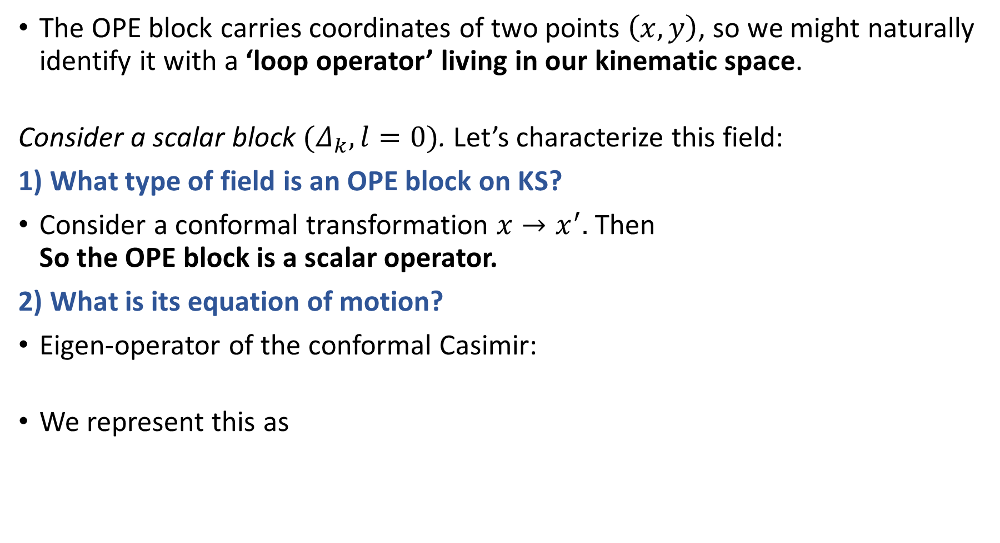 • The OPE block carries coordinates of two points (x, y), so we might naturally
identify it with a ‘loop operator’ living in our kinematic space.
Consider a scalar block (Δₖ, l = 0). Let’s characterize this field:
1) What type of field is an OPE block on KS?
• Consider a conformal transformation x → x′. Then
So the OPE block is a scalar operator.
2) What is its equation of motion?
• Eigen-operator of the conformal Casimir:
• We represent this as